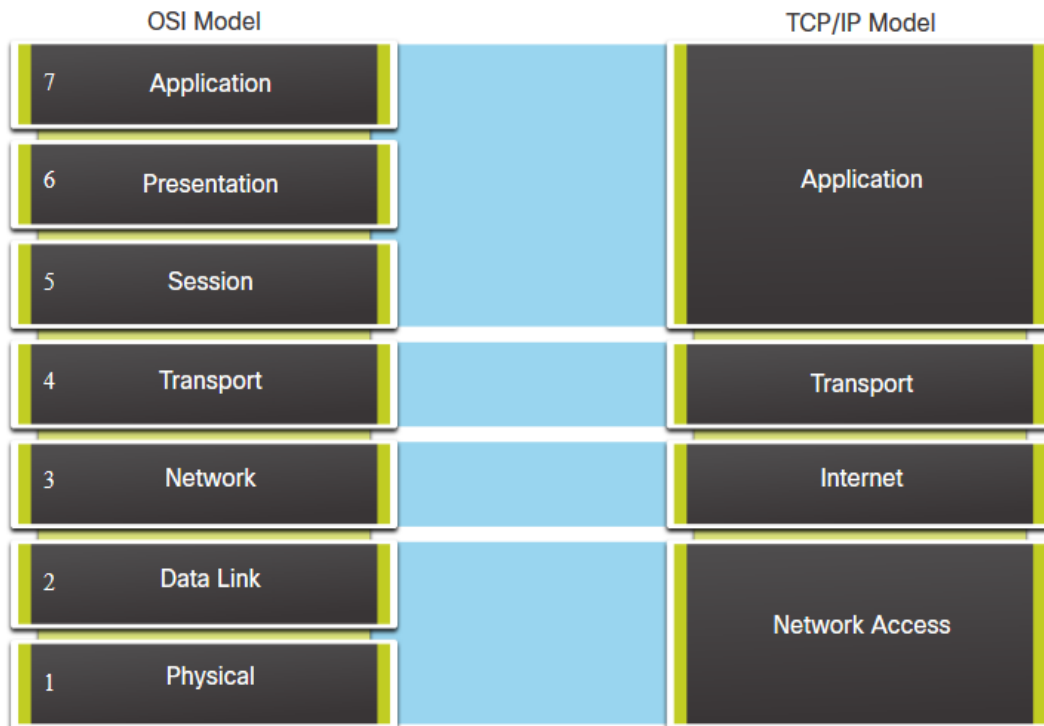 OSI Model
TCP/IP Model
7 Application
6 Presentation
5 Session
Application
4 Transport
Transport
3 Network
Internet
2 Data Link
1 Physical
Network Access